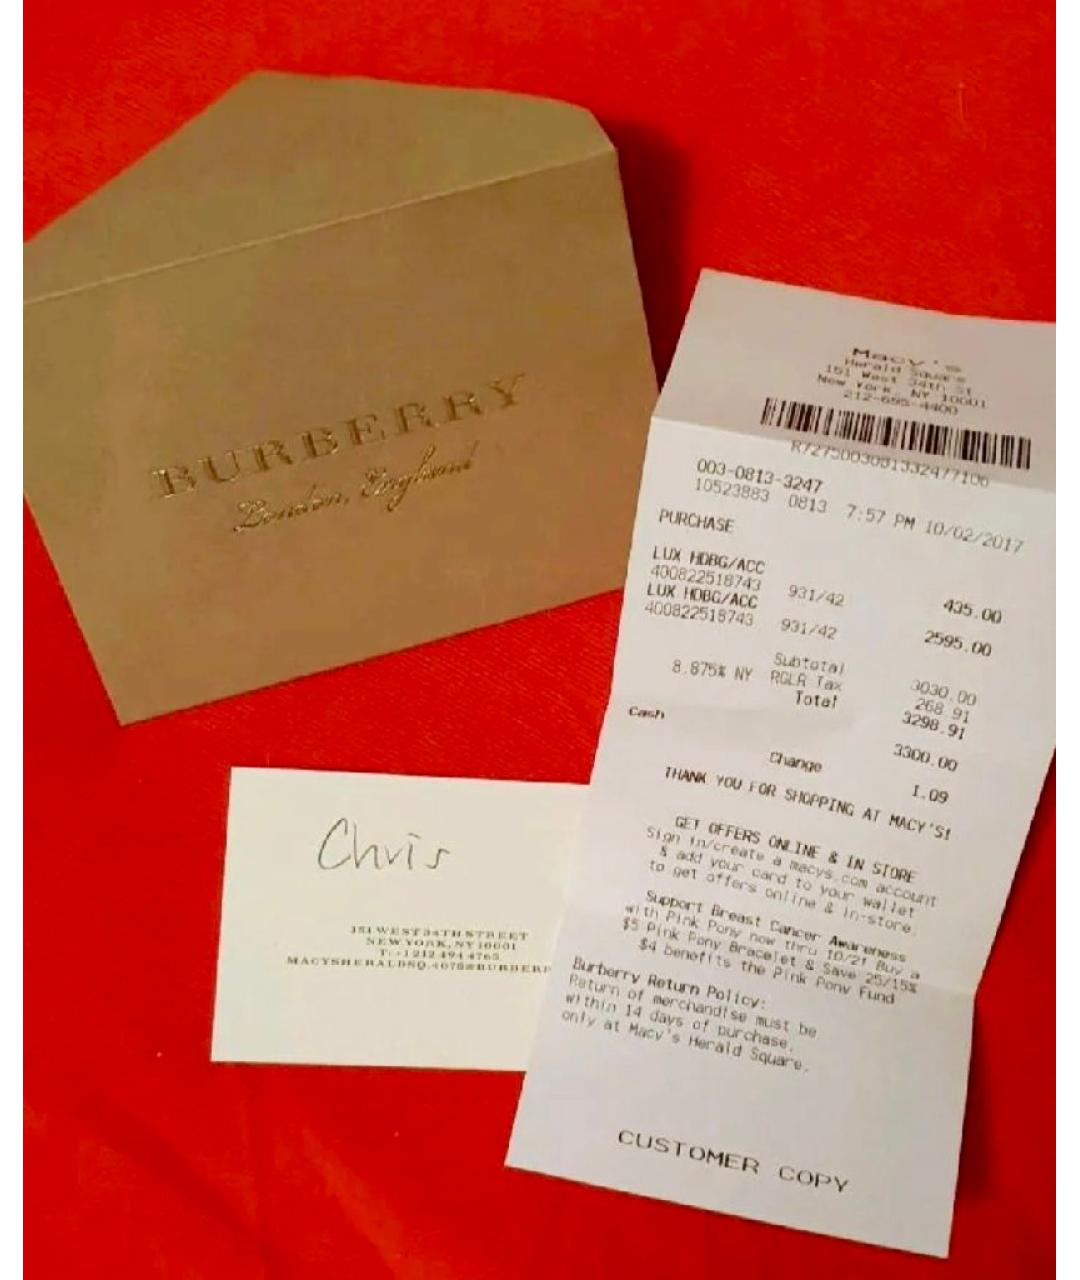 BURBERRY
London, England
Macy's
Herald Square
151 West 34th St
New York, NY 10001
212-695-4400
R7275003081332477106
003-0813-3247
10523883 0813 7:57 PM 10/02/2017
PURCHASE
LUX HDBG/ACC
400822518743 931/42 435.00
LUX HDBG/ACC
400822518743 931/42 2595.00
Subtotal 3030.00
8.875% NY RGLR Tax 268.91
Total 3298.91
Cash 3300.00
Change 1.09
THANK YOU FOR SHOPPING AT MACY'S!
GET OFFERS ONLINE & IN STORE
Sign in/create a macys.com account
& add your card to your wallet
to get offers online & in-store.
Support Breast Cancer Awareness
with Pink Pony now thru 10/21 Buy a
$5 Pink Pony Bracelet & Save 25/15%
$4 benefits the Pink Pony Fund
Burberry Return Policy:
Return of merchandise must be
within 14 days of purchase,
only at Macy's Herald Square.
CUSTOMER COPY
Chris
151 WEST 34TH STREET
NEW YORK, NY 10001
T: +1 212 494 4765